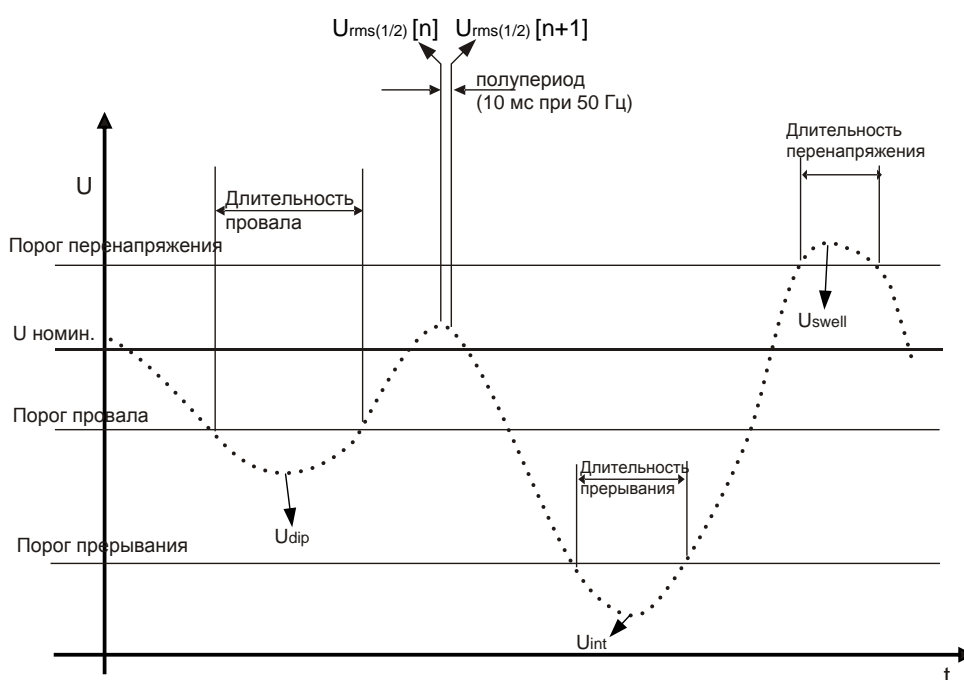 Urms(1/2) [n] Urms(1/2) [n+1]
полупериод
(10 мс при 50 Гц)
Длительность
перенапряжения
U
Длительность
провала
Порог перенапряжения
Uswell
U номин.
Порог провала
Длительность
прерывания
Udip
Порог прерывания
Uint
t